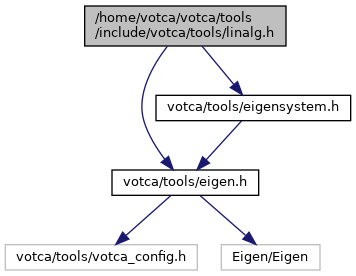 /home/votca/votca/tools
/include/votca/tools/linalg.h
votca/tools/eigensystem.h
votca/tools/eigen.h
votca/tools/votca_config.h
Eigen/Eigen